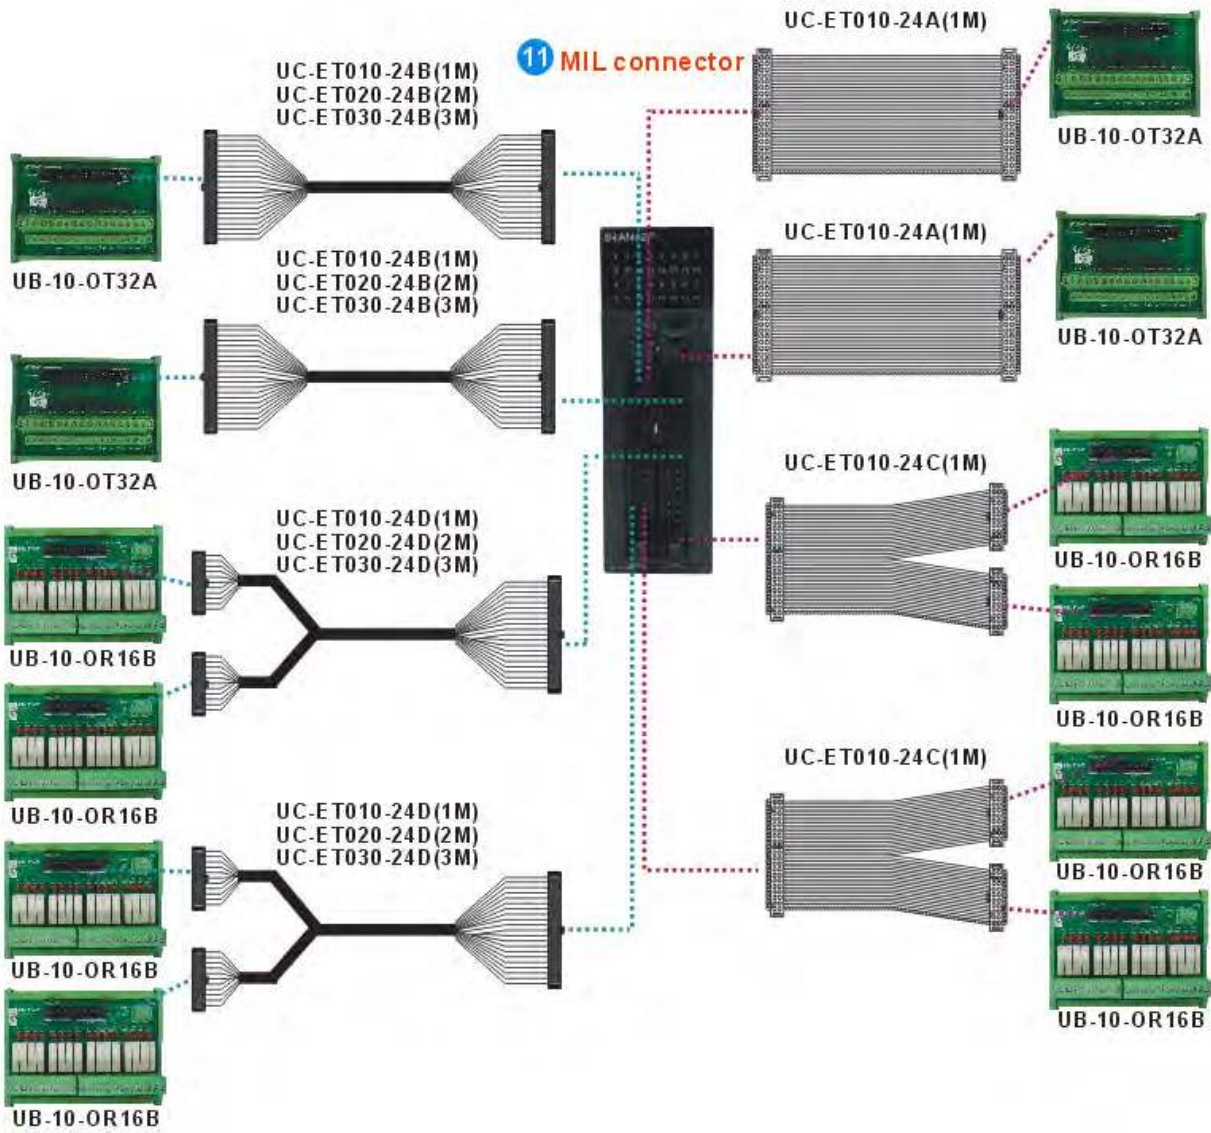 UC-ET010-24A(1M)
11 MIL connector
UC-ET010-24B(1M)
UC-ET020-24B(2M)
UC-ET030-24B(3M)
UB-10-OT32A
UB-10-OT32A
UC-ET010-24A(1M)
UC-ET010-24B(1M)
UC-ET020-24B(2M)
UC-ET030-24B(3M)
UB-10-OT32A
UB-10-OT32A
UC-ET010-24C(1M)
UB-10-OT32A
UC-ET010-24D(1M)
UC-ET020-24D(2M)
UC-ET030-24D(3M)
UB-10-OR16B
UB-10-OR16B
UB-10-OR16B
UC-ET010-24C(1M)
UB-10-OR16B
UC-ET010-24D(1M)
UC-ET020-24D(2M)
UC-ET030-24D(3M)
UB-10-OR16B
UB-10-OR16B
UB-10-OR16B
UB-10-OR16B